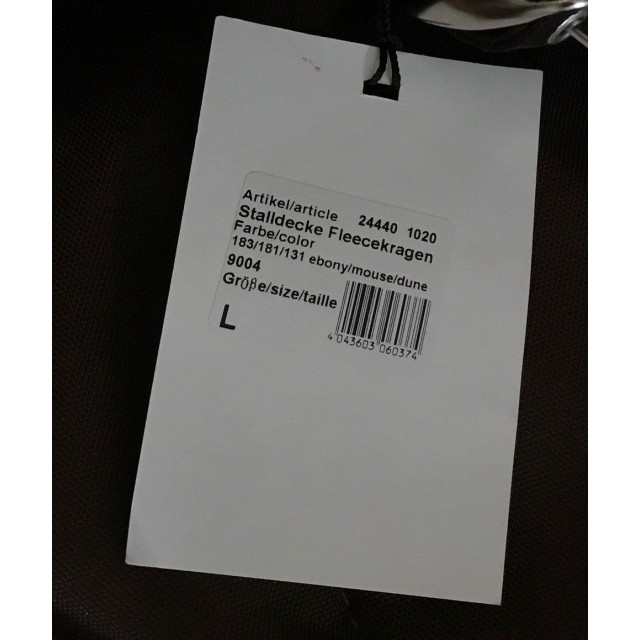 Artikel/article 24440 1020
Stalldecke Fleecekragen
Farbe/color
183/181/131 ebony/mouse/dune
9004
Größe/size/taille
L
4 043603 060374